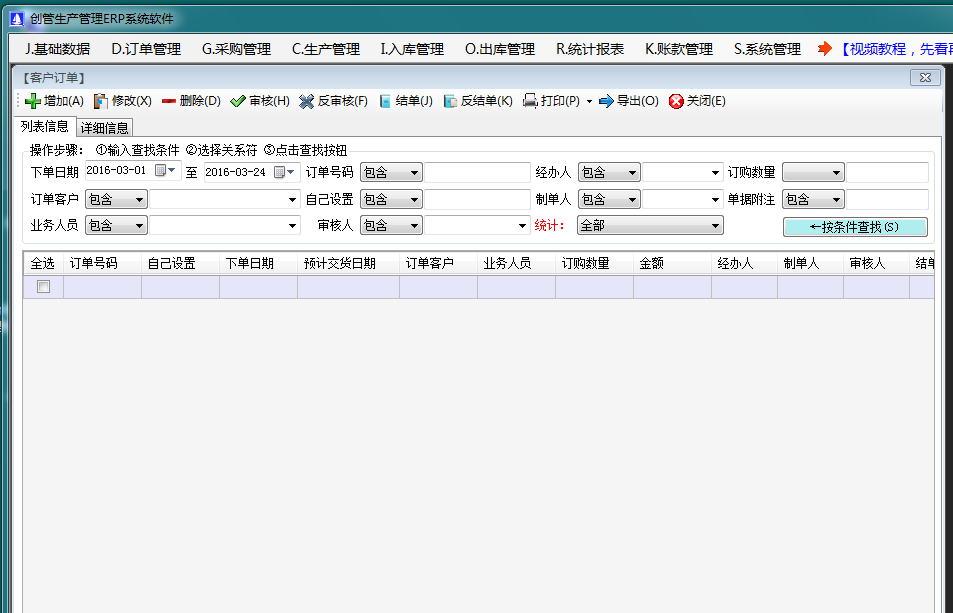 创管生产管理ERP系统软件
J.基础数据 D.订单管理 G.采购管理 C.生产管理 I.入库管理 O.出库管理 R.统计报表 K.账款管理 S.系统管理 【视频教程，先看
【客户订单】
增加(A) 修改(X) 删除(D) 审核(H) 反审核(F) 结单(J) 反结单(K) 打印(P) 导出(O) 关闭(E)
列表信息 详细信息
操作步骤： ①输入查找条件 ②选择关系符 ③点击查找按钮
下单日期 2016-03-01 至 2016-03-24 订单号码 包含 经办人 包含 订购数量
订单客户 包含 自己设置 包含 制单人 包含 单据附注 包含
业务人员 包含 审核人 包含 统计： 全部 ←按条件查找(S)
全选 订单号码 自己设置 下单日期 预计交货日期 订单客户 业务人员 订购数量 金额 经办人 制单人 审核人 结单